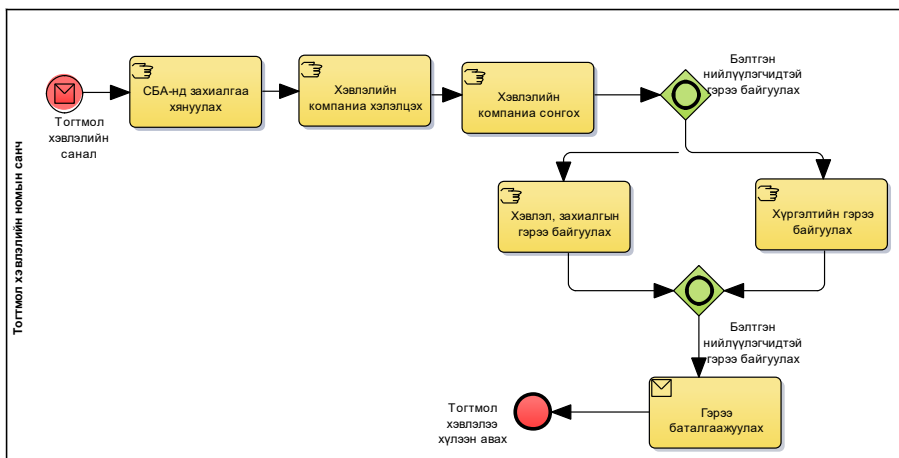 Тогтмол хэвлэлийн номын санч
Тогтмол
хэвлэлийн
санал
СБА-нд захиалгаа
хянуулах
Хэвлэлийн
компаниа хэлэлцэх
Хэвлэлийн
компаниа сонгох
Бэлтгэн
нийлүүлэгчидтэй
гэрээ байгуулах
Хэвлэл, захиалгын
гэрээ байгуулах
Хүргэлтийн гэрээ
байгуулах
Бэлтгэн
нийлүүлэгчидтэй
гэрээ байгуулах
Гэрээ
баталгаажуулах
Тогтмол
хэвлэлээ
хүлээн авах